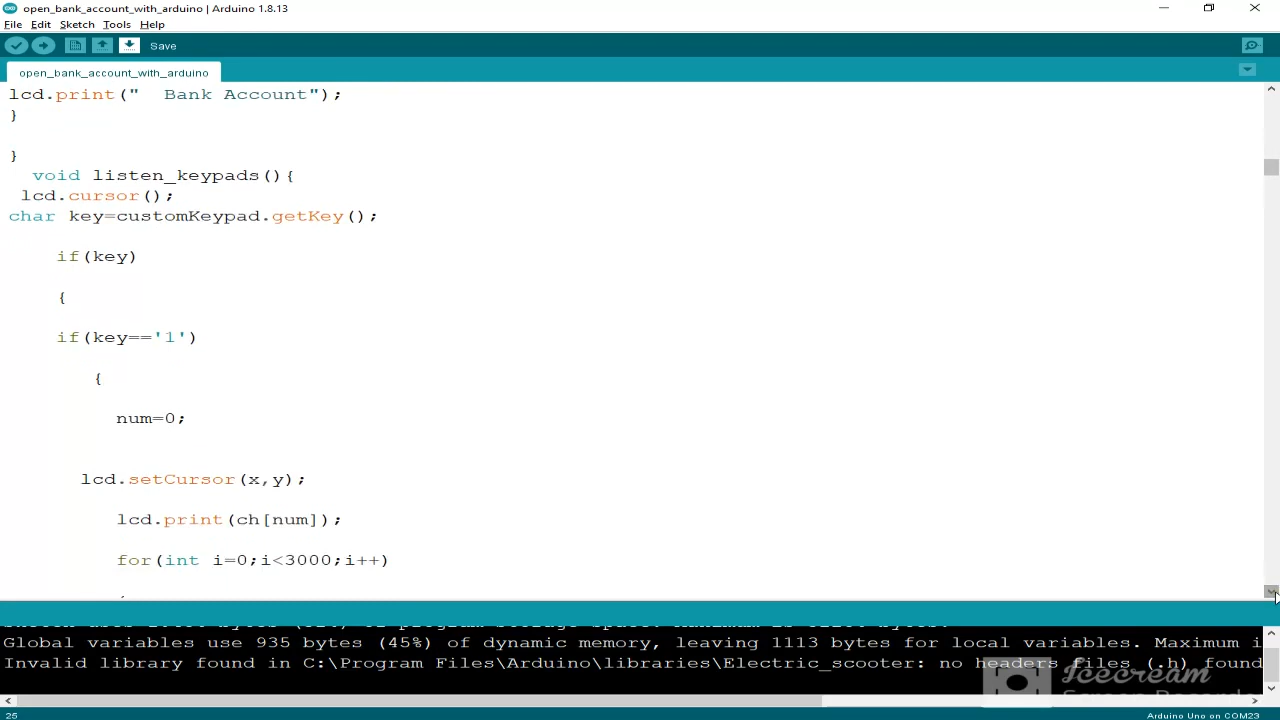 open_bank_account_with_arduino | Arduino 1.8.13
File Edit Sketch Tools Help
Save
open_bank_account_with_arduino
lcd.print("  Bank Account");
}
}
void listen_keypads(){
lcd.cursor();
char key=customKeypad.getKey();
if(key)
{
if(key=='1')
{
num=0;
lcd.setCursor(x,y);
lcd.print(ch[num]);
for(int i=0;i<3000;i++)
Global variables use 935 bytes (45%) of dynamic memory, leaving 1113 bytes for local variables. Maximum i
Invalid library found in C:\Program Files\Arduino\libraries\Electric_scooter: no headers files (.h) found
Icecream
25
Arduino Uno on COM23